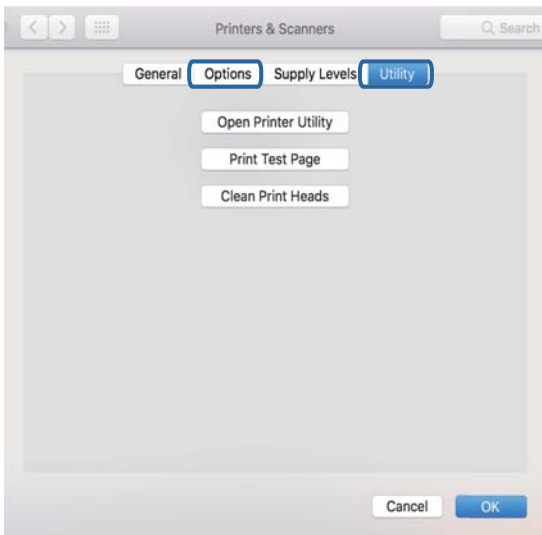 Printers & Scanners Search
General Options Supply Levels Utility
Open Printer Utility
Print Test Page
Clean Print Heads
Cancel OK